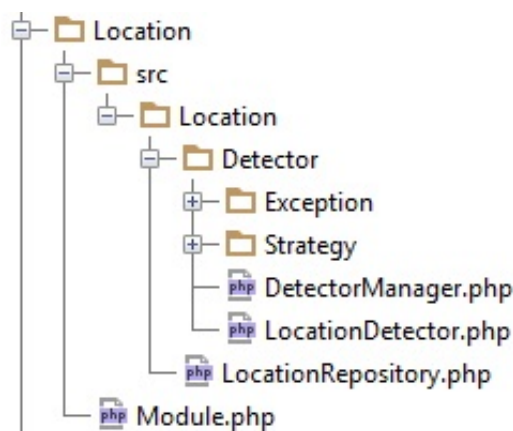 Location
src
Location
Detector
Exception
Strategy
php DetectorManager.php
php LocationDetector.php
php LocationRepository.php
php Module.php